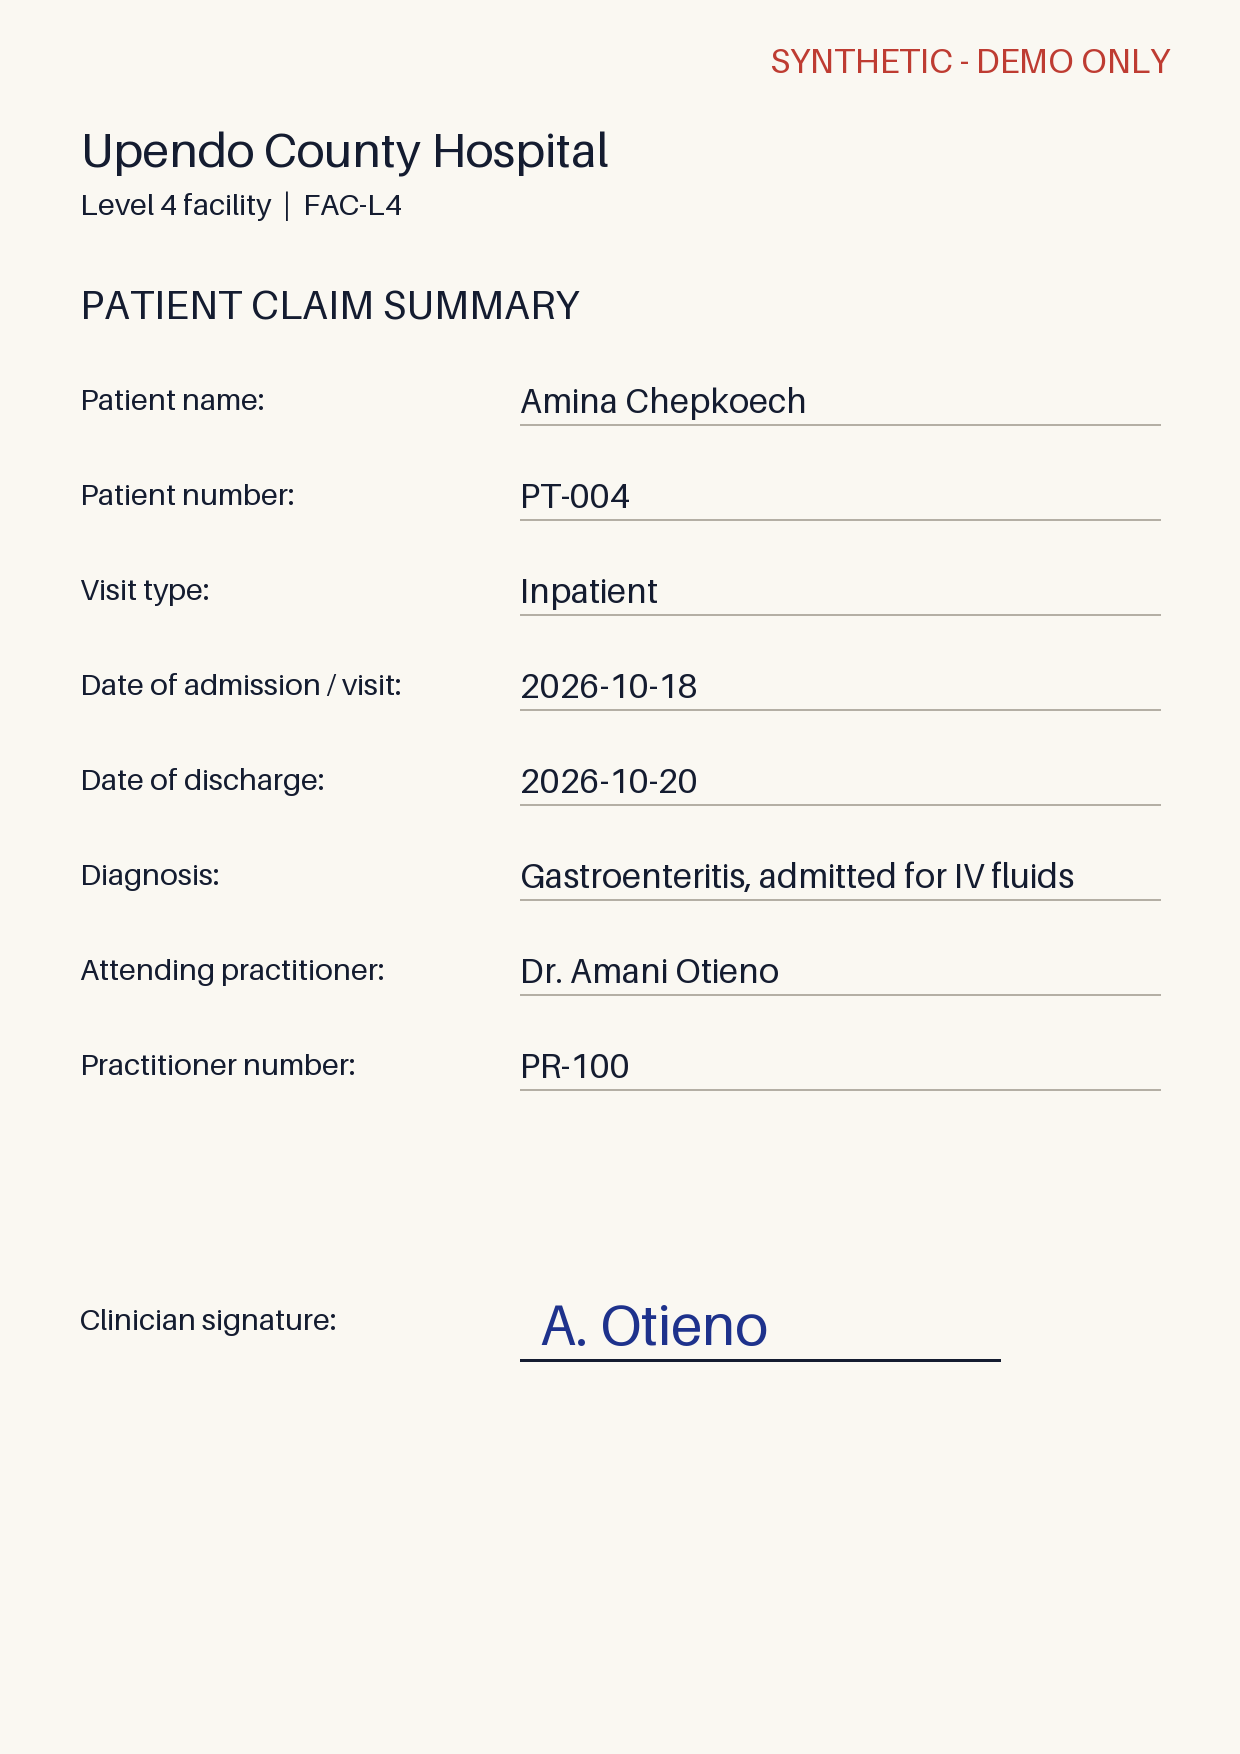 SYNTHETIC - DEMO ONLY
Upendo County Hospital
Level 4 facility | FAC-L4
PATIENT CLAIM SUMMARY
Patient name: Amina Chepkoech
Patient number: PT-004
Visit type: Inpatient
Date of admission / visit: 2026-10-18
Date of discharge: 2026-10-20
Diagnosis: Gastroenteritis, admitted for IV fluids
Attending practitioner: Dr. Amani Otieno
Practitioner number: PR-100
Clinician signature: A. Otieno